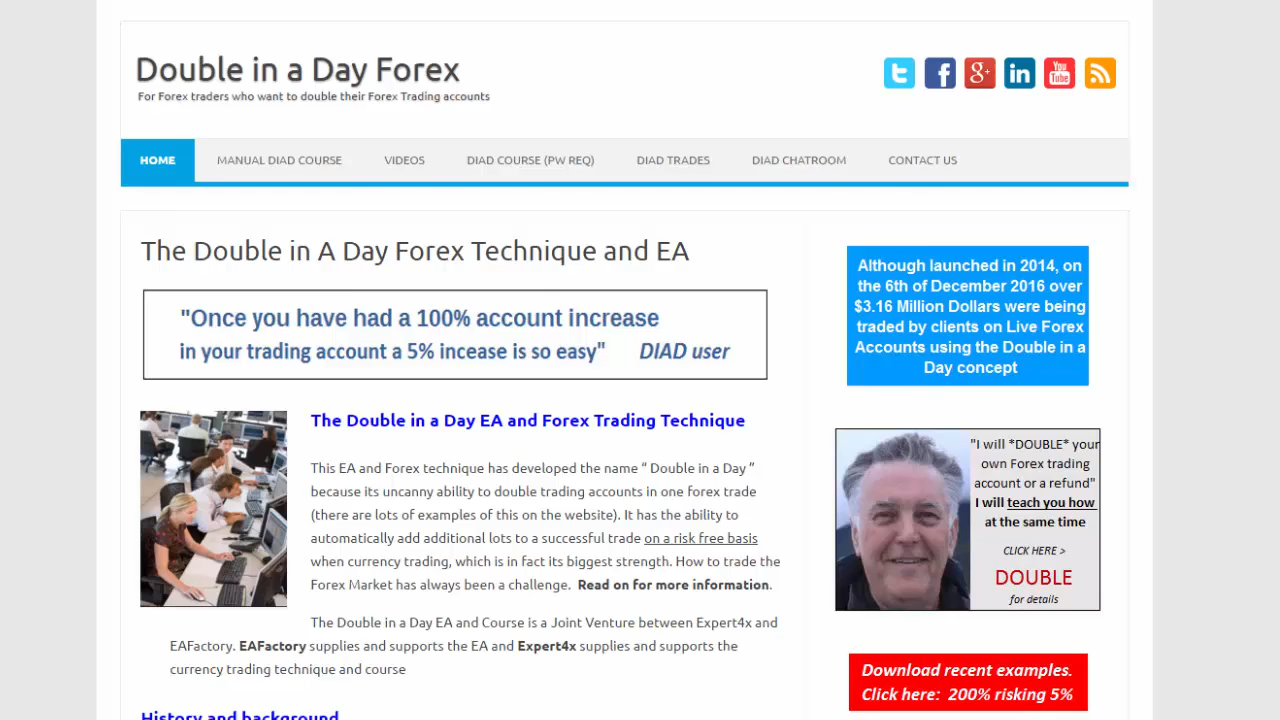 Double in a Day Forex
For Forex traders who want to double their Forex Trading accounts
You
Tube
HOME
MANUAL DIAD COURSE
VIDEOS
DIAD COURSE (PW REQ)
DIAD TRADES
DIAD CHATROOM
CONTACT US
The Double in A Day Forex Technique and EA
"Once you have had a 100% account increase
in your trading account a 5% incease is so easy" DIAD user
The Double in a Day EA and Forex Trading Technique
This EA and Forex technique has developed the name “ Double in a Day ”
because its uncanny ability to double trading accounts in one forex trade
(there are lots of examples of this on the website). It has the ability to
automatically add additional lots to a successful trade on a risk free basis
when currency trading, which is in fact its biggest strength. How to trade the
Forex Market has always been a challenge. Read on for more information.
The Double in a Day EA and Course is a Joint Venture between Expert4x and
EAFactory. EAFactory supplies and supports the EA and Expert4x supplies and supports the
currency trading technique and course
History and background
Although launched in 2014, on
the 6th of December 2016 over
$3.16 Million Dollars were being
traded by clients on Live Forex
Accounts using the Double in a
Day concept
"I will *DOUBLE* your
own Forex trading
account or a refund"
I will teach you how
at the same time
CLICK HERE >
DOUBLE
for details
Download recent examples.
Click here: 200% risking 5%